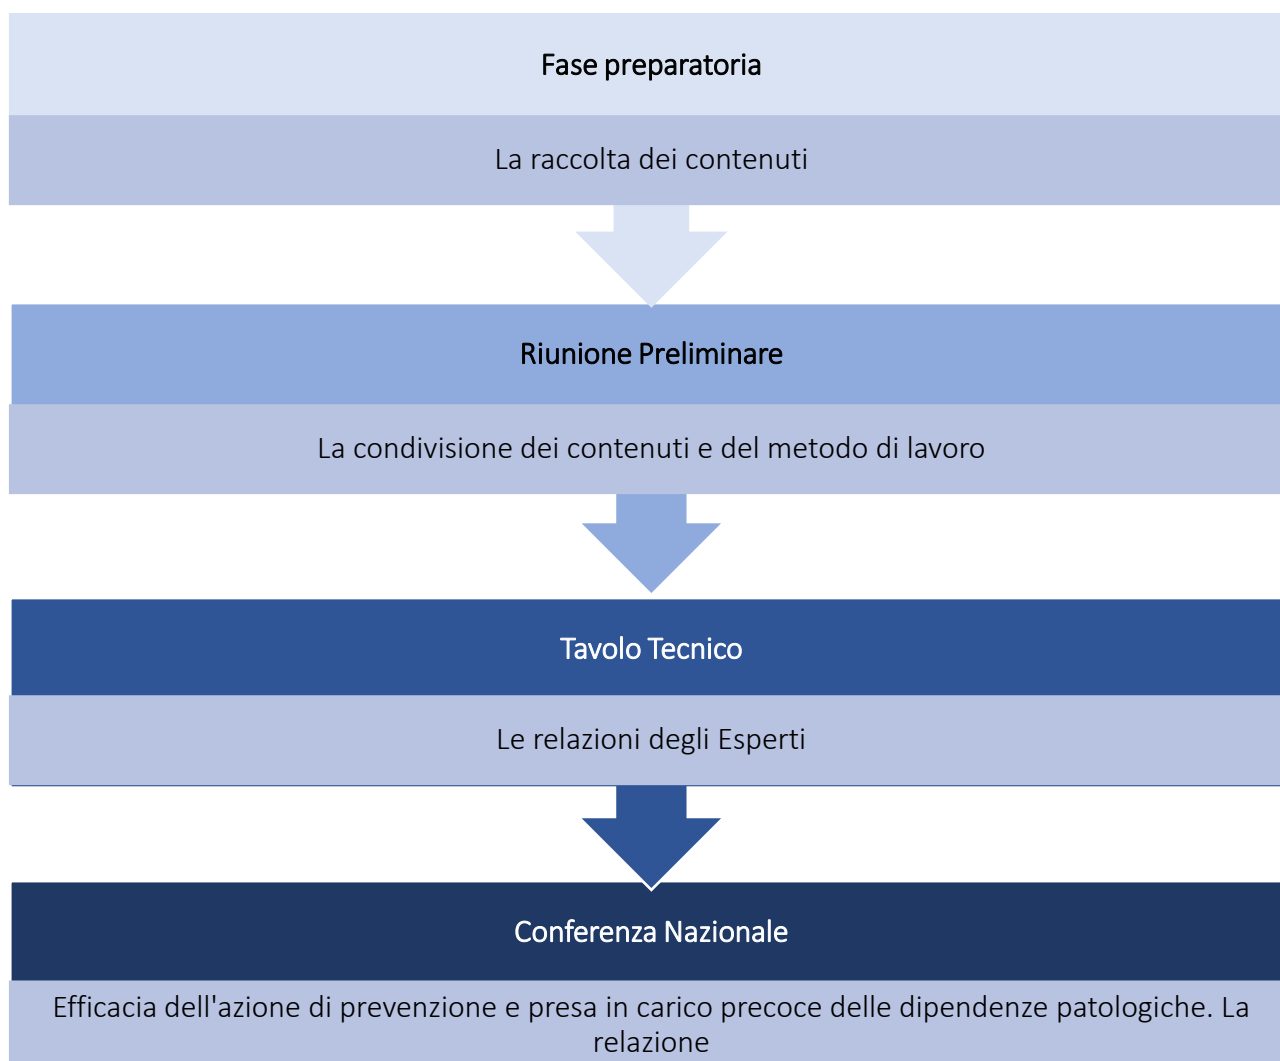 Fase preparatoria
La raccolta dei contenuti
Riunione Preliminare
La condivisione dei contenuti e del metodo di lavoro
Tavolo Tecnico
Le relazioni degli Esperti
Conferenza Nazionale
Efficacia dell'azione di prevenzione e presa in carico precoce delle dipendenze patologiche. La
relazione